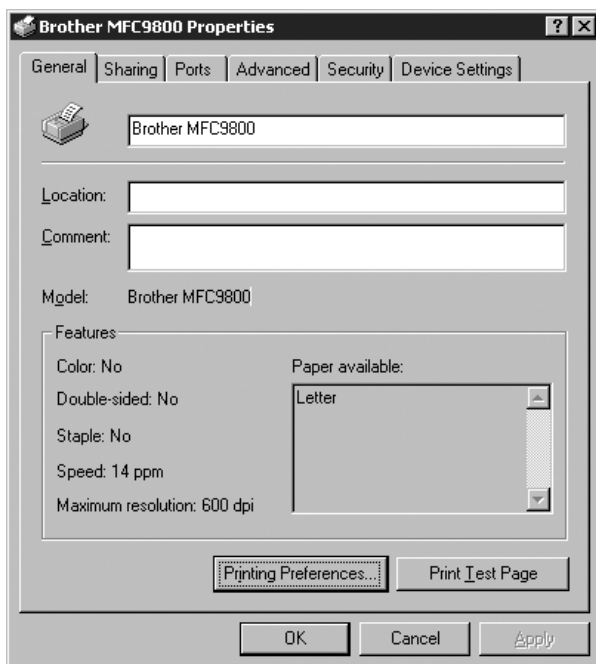 Brother MFC9800 Properties
General Sharing Ports Advanced Security Device Settings
Brother MFC9800
Location:
Comment:
Model: Brother MFC9800
Features
Color: No
Paper available:
Double-sided: No
Letter
Staple: No
Speed: 14 ppm
Maximum resolution: 600 dpi
Printing Preferences... Print Test Page
OK Cancel Apply